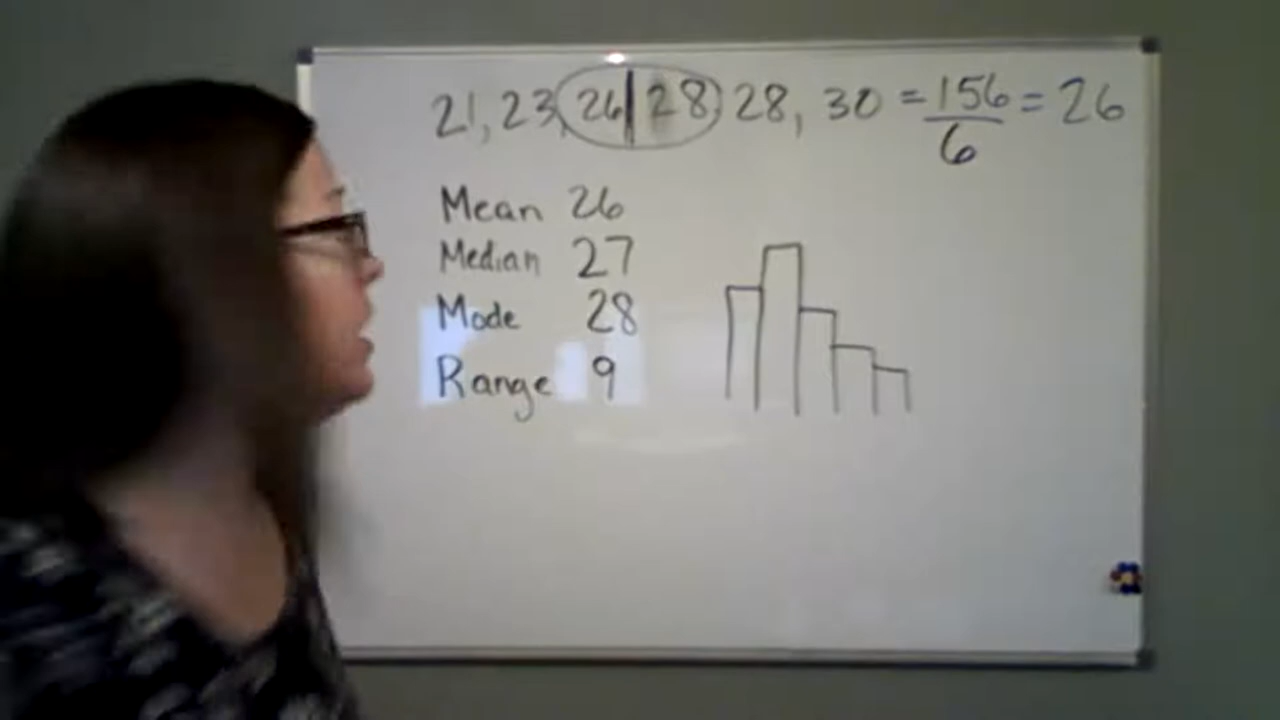 21, 23, 26 | 28, 28, 30 = 156/6 = 26
Mean 26
Median 27
Mode 28
Range 9